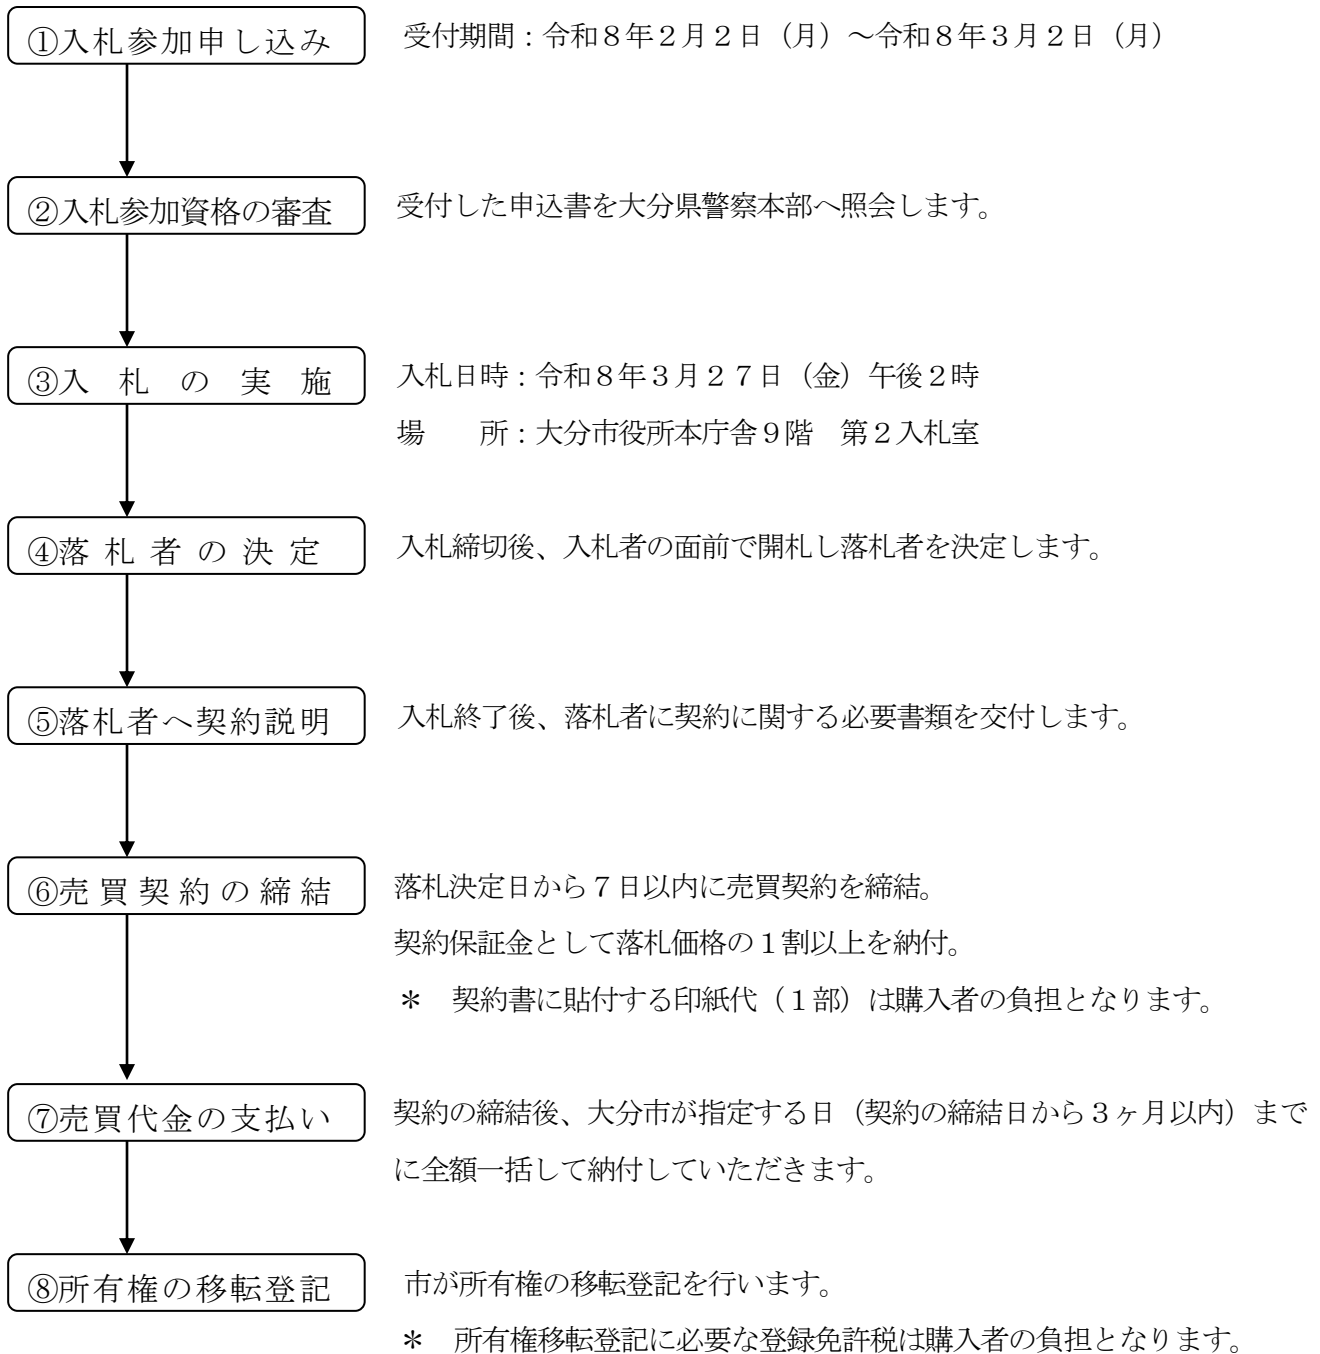 ①入札参加申し込み
受付期間：令和８年２月２日（月）～令和８年３月２日（月）
②入札参加資格の審査
受付した申込書を大分県警察本部へ照会します。
③入　札　の　実　施
入札日時：令和８年３月２７日（金）午後２時
場　　所：大分市役所本庁舎９階　第２入札室
④落 札 者 の 決 定
入札締切後、入札者の面前で開札し落札者を決定します。
⑤落札者へ契約説明
入札終了後、落札者に契約に関する必要書類を交付します。
⑥売 買 契 約 の 締 結
落札決定日から７日以内に売買契約を締結。
契約保証金として落札価格の１割以上を納付。
＊　契約書に貼付する印紙代（１部）は購入者の負担となります。
⑦売買代金の支払い
契約の締結後、大分市が指定する日（契約の締結日から３ヶ月以内）まで
に全額一括して納付していただきます。
⑧所有権の移転登記
市が所有権の移転登記を行います。
＊　所有権移転登記に必要な登録免許税は購入者の負担となります。